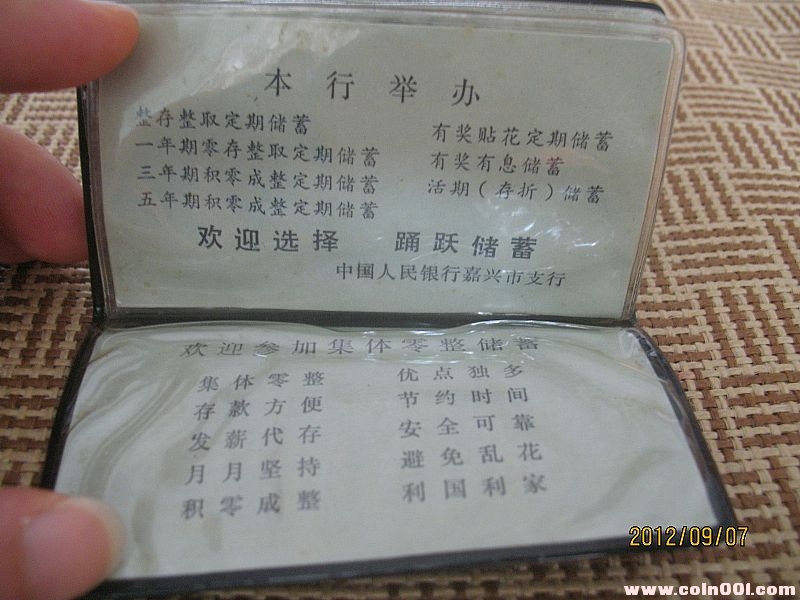 本行举办
整存整取定期储蓄
一年期零存整取定期储蓄
三年期积零成整定期储蓄
五年期积零成整定期储蓄
有奖贴花定期储蓄
有奖有息储蓄
活期(存折)储蓄
欢迎选择 踊跃储蓄
中国人民银行嘉兴市支行
欢迎参加集体零整储蓄
集体零整 优点独多
存款方便 节约时间
发薪代存 安全可靠
月月坚持 避免乱花
积零成整 利国利家
2012/09/07
www.coin001.com